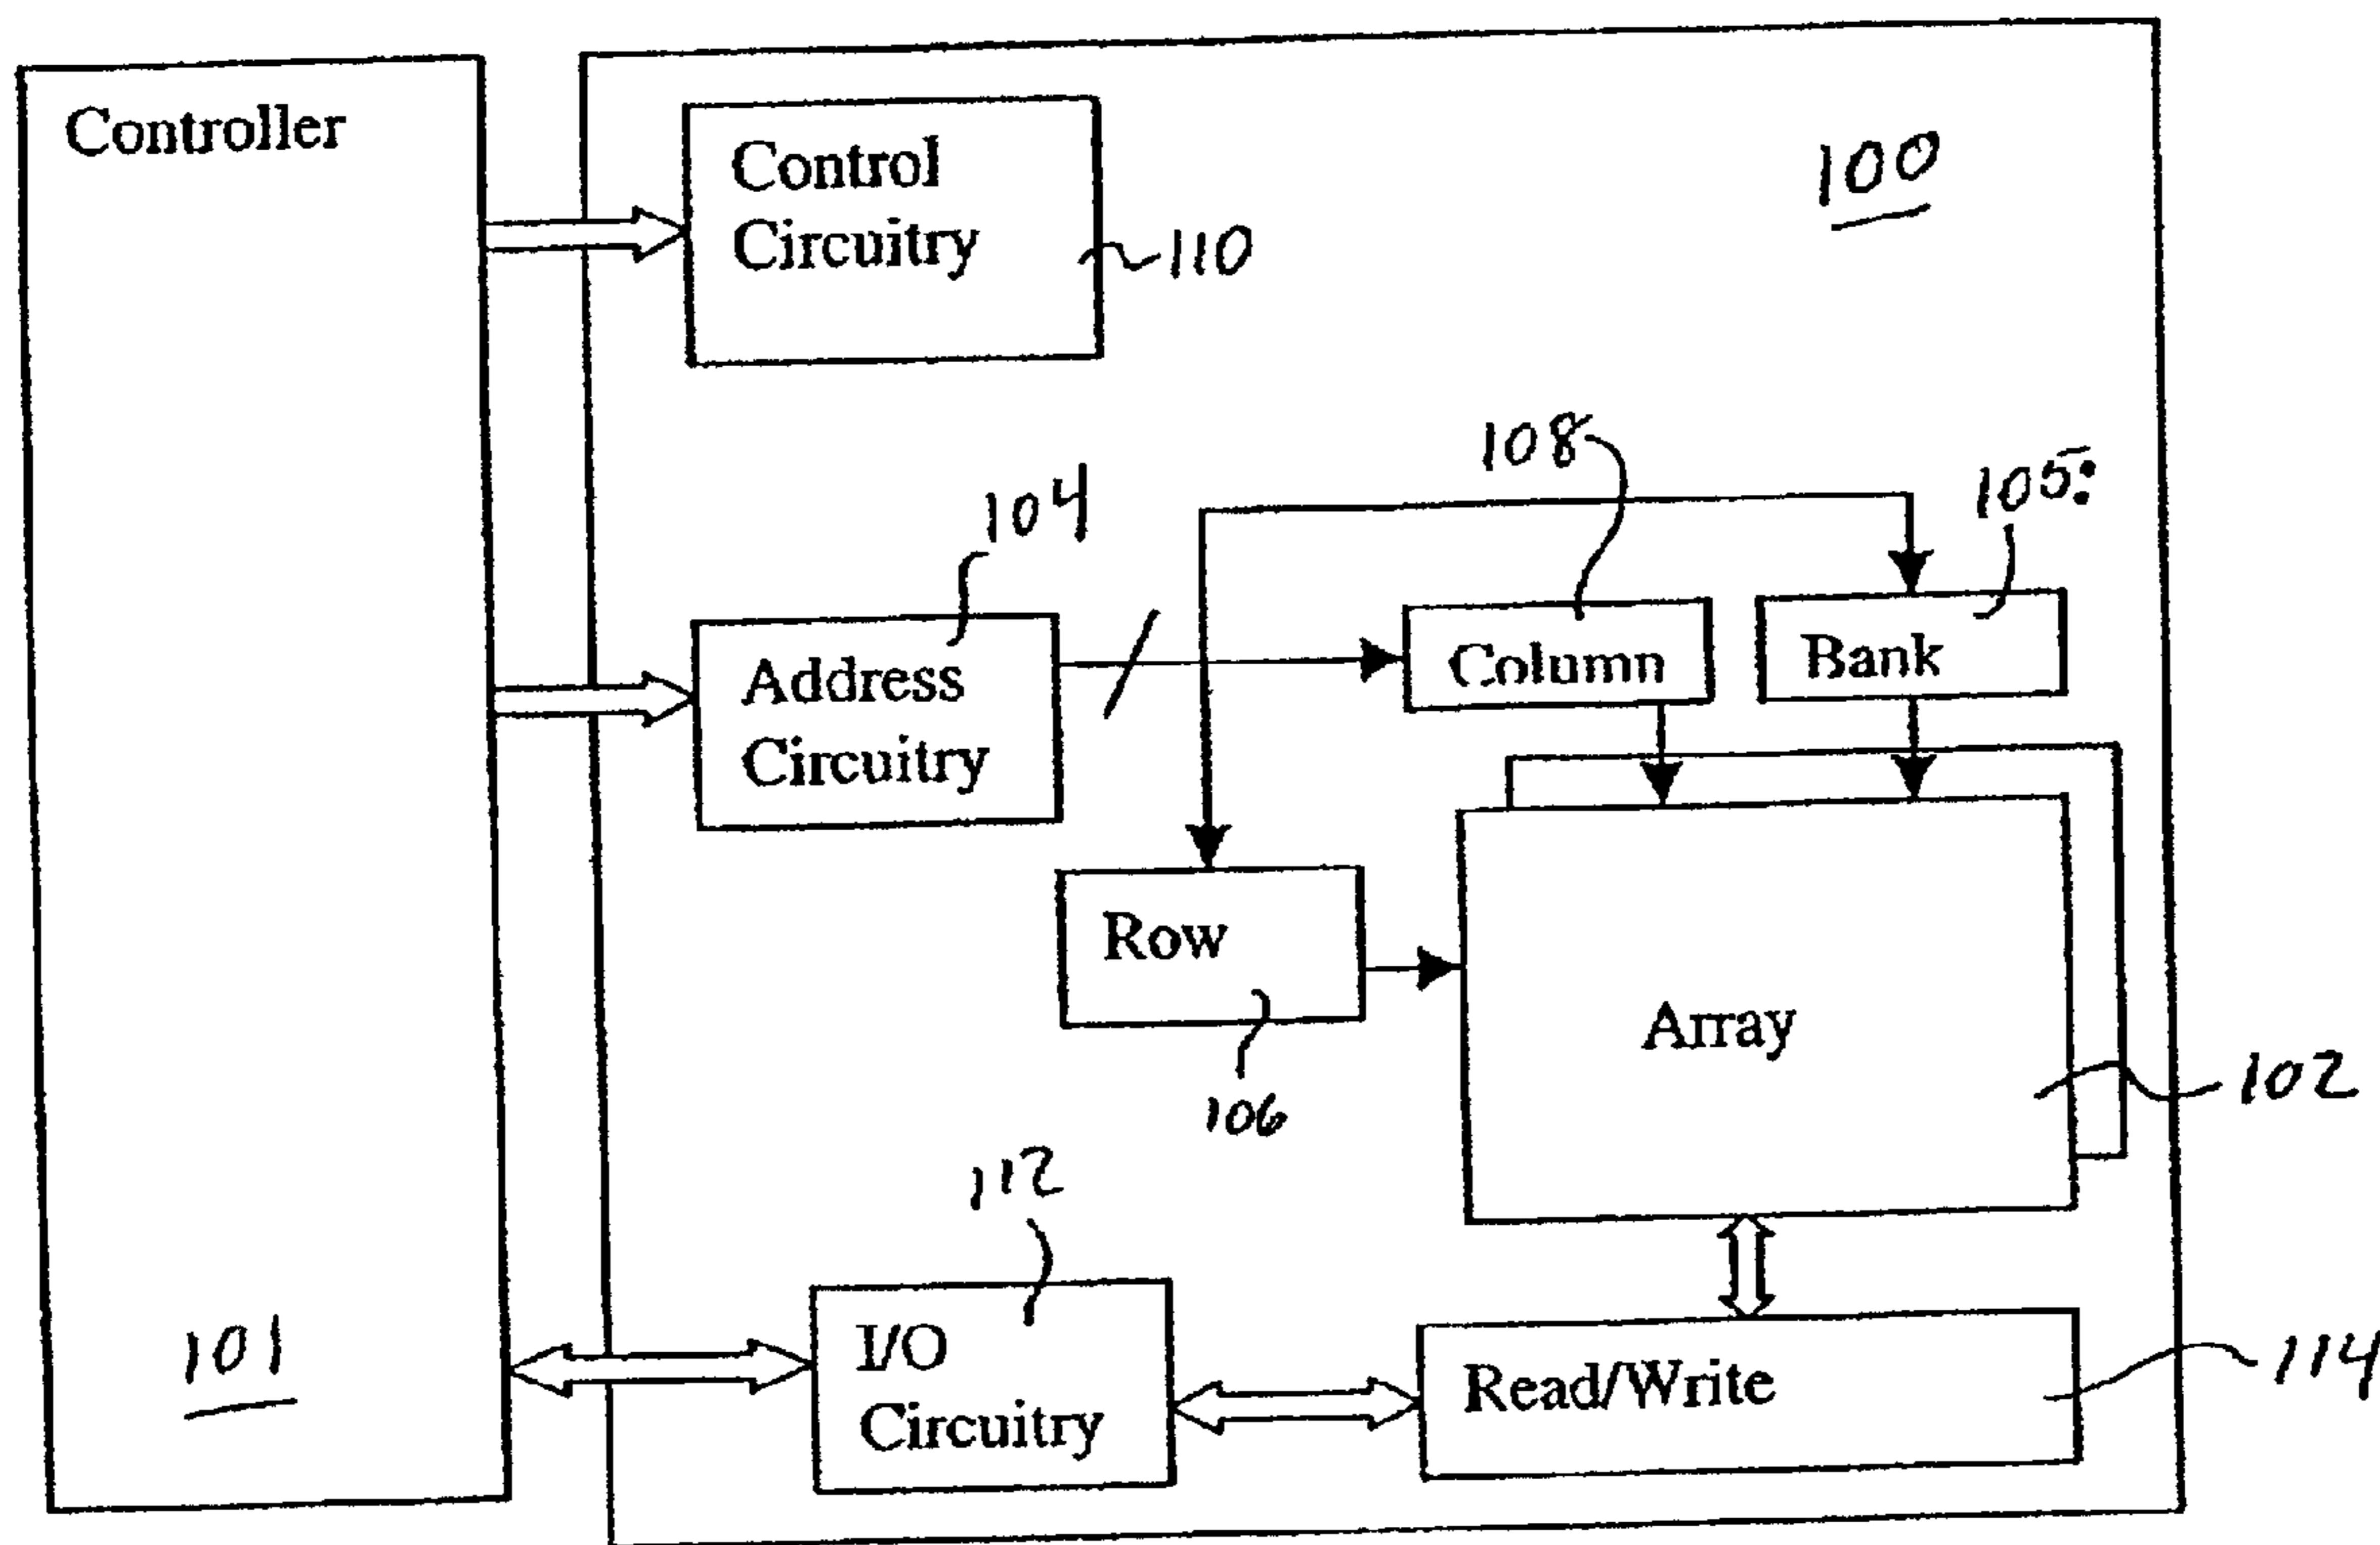 Controller
Control
Circuitry
100
110
108
105
104
Column
Bank
Address
Circuitry
Row
Array
106
102
112
101
I/O
Circuitry
Read/Write
114